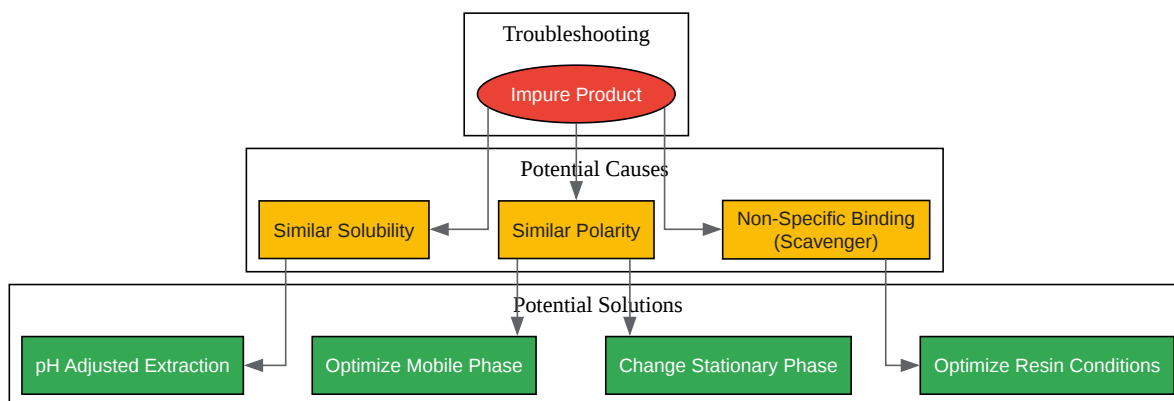 Troubleshooting
Impure Product
Potential Causes
Similar Solubility
Similar Polarity
Non-Specific Binding
(Scavenger)
Potential Solutions
pH Adjusted Extraction
Optimize Mobile Phase
Change Stationary Phase
Optimize Resin Conditions